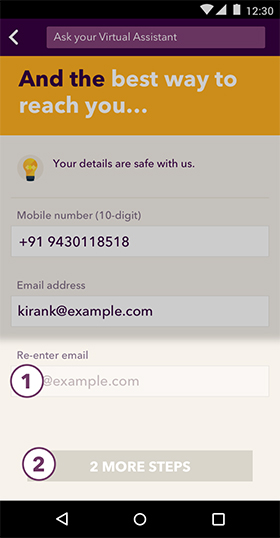 12:30
Ask your Virtual Assistant
And the best way to
reach you...
Your details are safe with us.
Mobile number (10-digit)
+91 9430118518
Email address
kirank@example.com
Re-enter email
1 @example.com
2 2 MORE STEPS